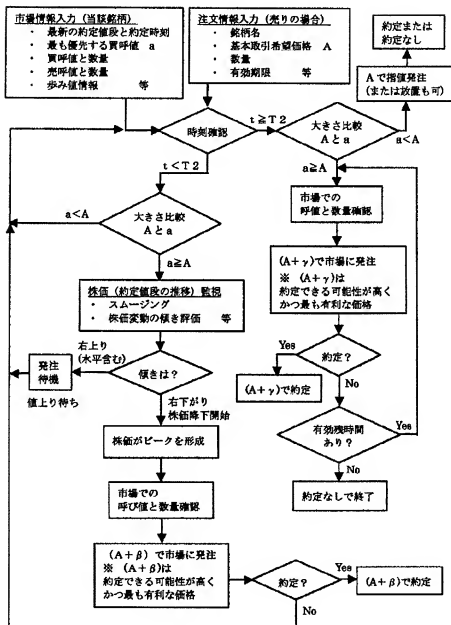 市場情報入力（当該銘柄）
・ 最新の約定値段と約定時刻
・ 最も優先する買呼値 a
・ 買呼値と数量
・ 売呼値と数量
・ 歩み値情報 等
注文情報入力（売りの場合）
・ 銘柄名
・ 基本取引希望価格 A
・ 数量
・ 有効期限 等
約定または
約定なし
Aで指値発注
（または放置も可）
時刻確認
t≧T2
大きさ比較
Aとa
a<A
t<T2
a≧A
a<A
大きさ比較
Aとa
a≧A
市場での
呼値と数量確認
(A+γ)で市場に発注
※ (A+γ)は
約定できる可能性が高く
かつ最も有利な価格
株価（約定値段の推移）監視
・ スムージング
・ 株価変動の傾き評価 等
右上り
(水平含む)
発注
待機
値上り待ち
傾きは？
右下がり
株価降下開始
Yes
約定？
No
(A+γ)で約定
有効残時間
あり？
Yes
No
約定なしで終了
株価がピークを形成
市場での
呼び値と数量確認
(A+β)で市場に発注
※ (A+β)は
約定できる可能性が高く
かつ最も有利な価格
約定？
Yes
(A+β)で約定
No